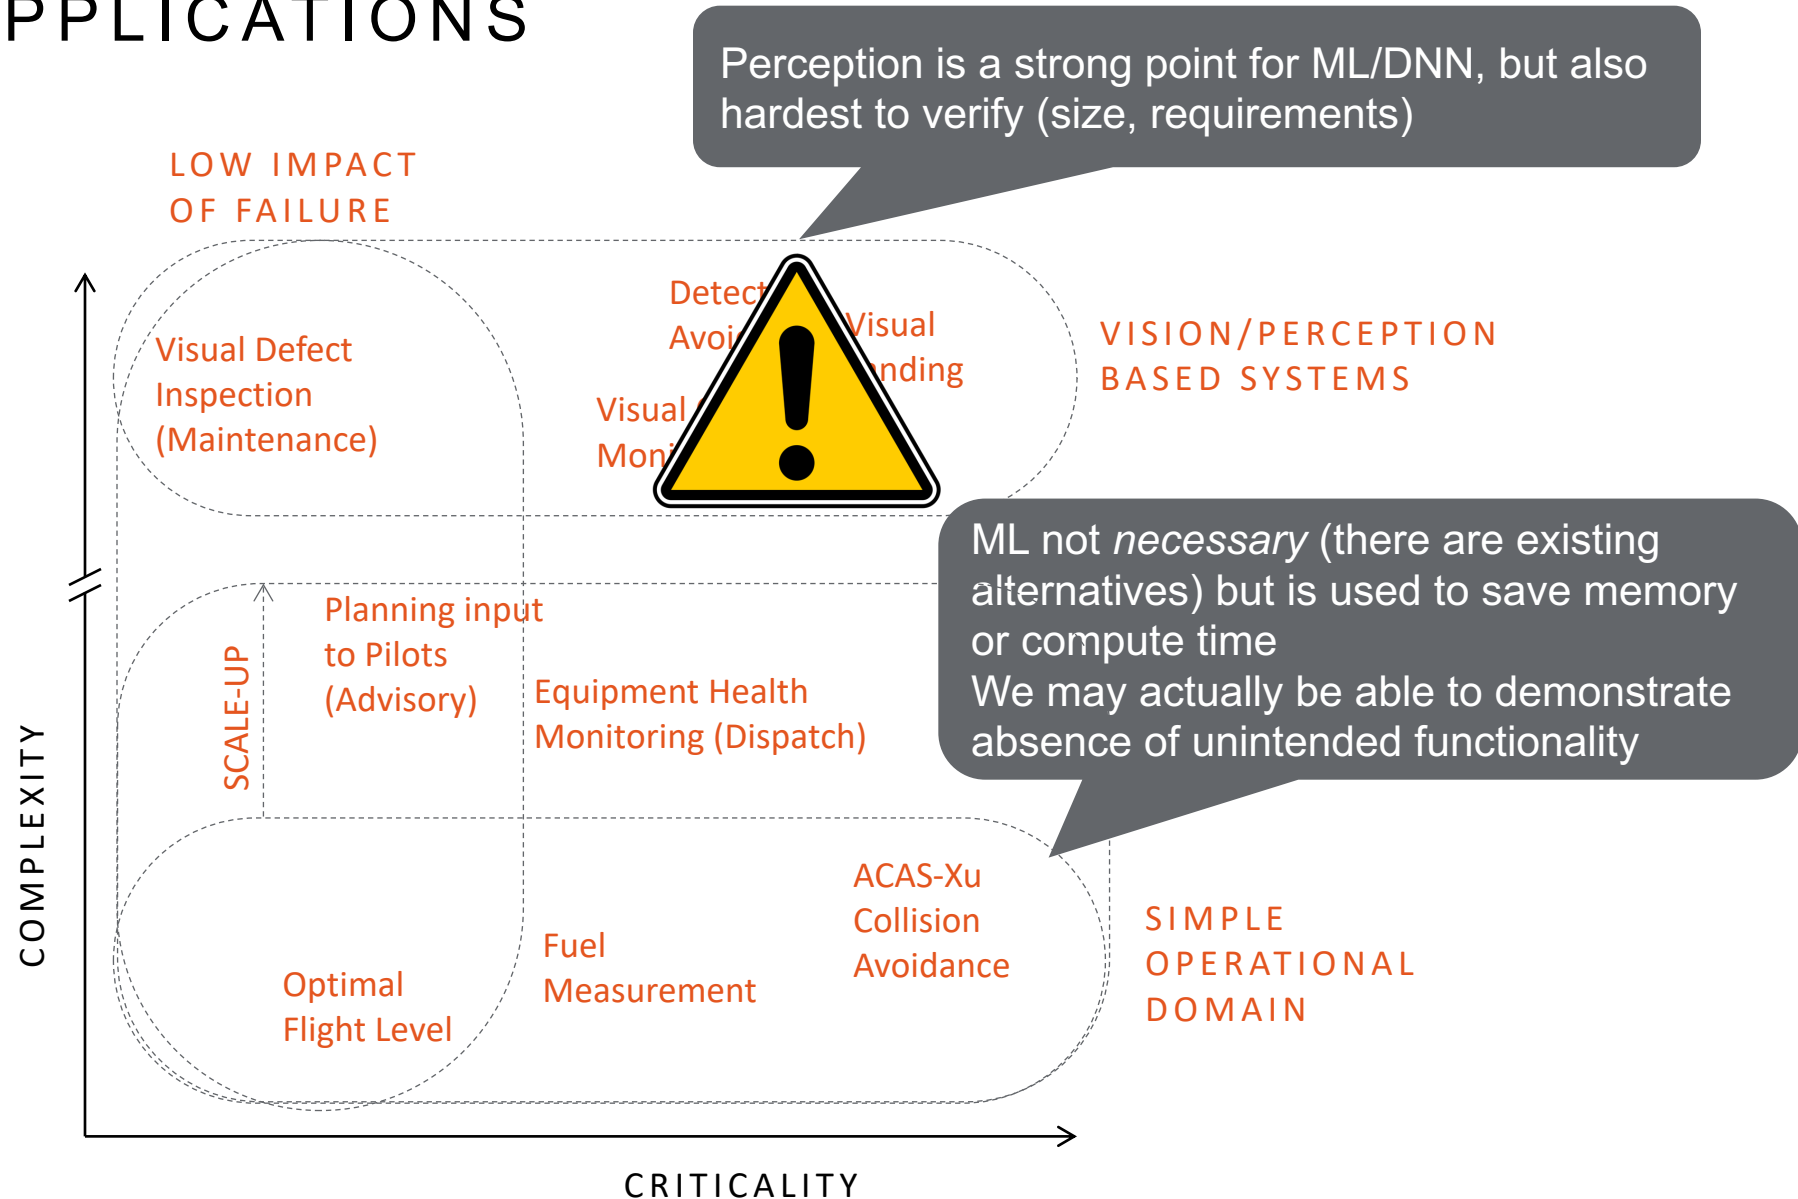 PPLICATIONS
Perception is a strong point for ML/DNN, but also
hardest to verify (size, requirements)
LOW IMPACT
OF FAILURE
Detect
Avoi
Visual
nding
Visual Defect
Inspection
(Maintenance)
Visual
Moni
VISION/PERCEPTION
BASED SYSTEMS
ML not necessary (there are existing
alternatives) but is used to save memory
or compute time
We may actually be able to demonstrate
absence of unintended functionality
Planning input
to Pilots
(Advisory)
SCALE-UP
Equipment Health
Monitoring (Dispatch)
COMPLEXITY
ACAS-Xu
Collision
Avoidance
Fuel
Measurement
Optimal
Flight Level
SIMPLE
OPERATIONAL
DOMAIN
CRITICALITY